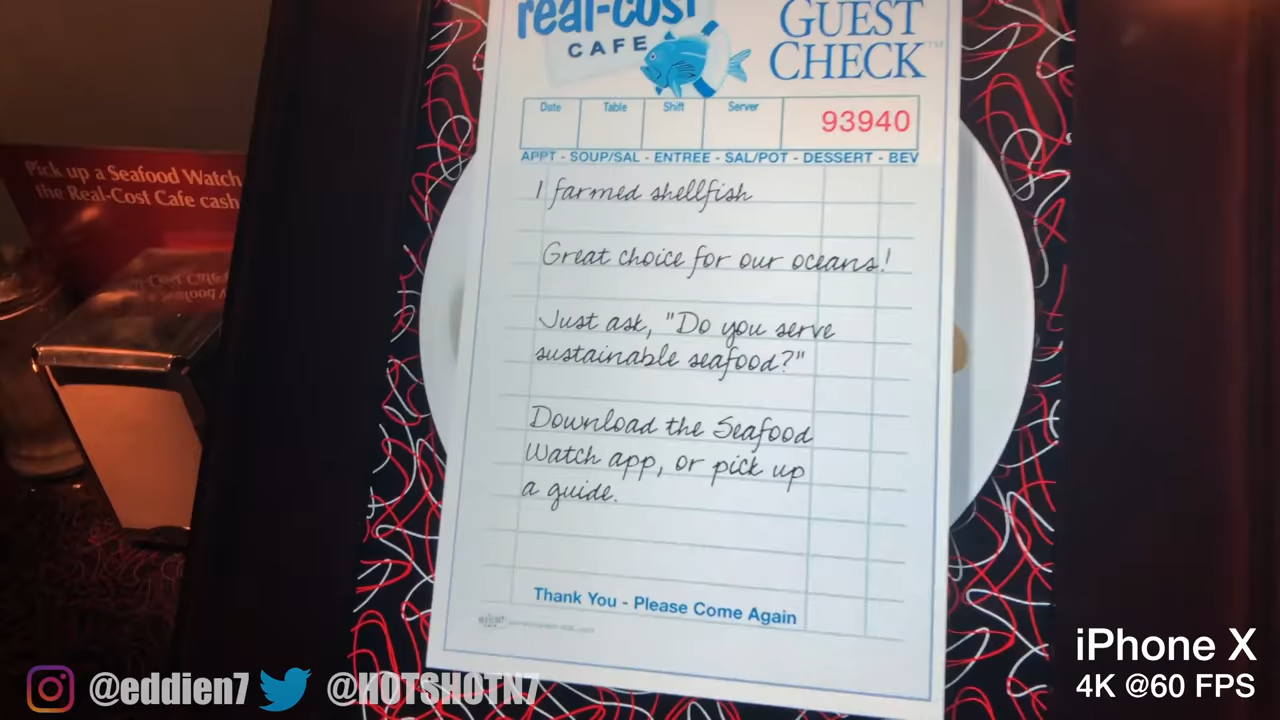 real-cost
CAFE
GUEST
CHECK™
Date Table Shift Server
93940
APPT - SOUP/SAL - ENTREE - SAL/POT - DESSERT - BEV
1 farmed shellfish
Great choice for our oceans!
Just ask, "Do you serve
sustainable seafood?"
Download the Seafood
Watch app, or pick up
a guide.
Thank You - Please Come Again
Pick up a Seafood Watch
the Real-Cost Cafe cash
iPhone X
4K @60 FPS
@eddien7 @HOTSHOTN7